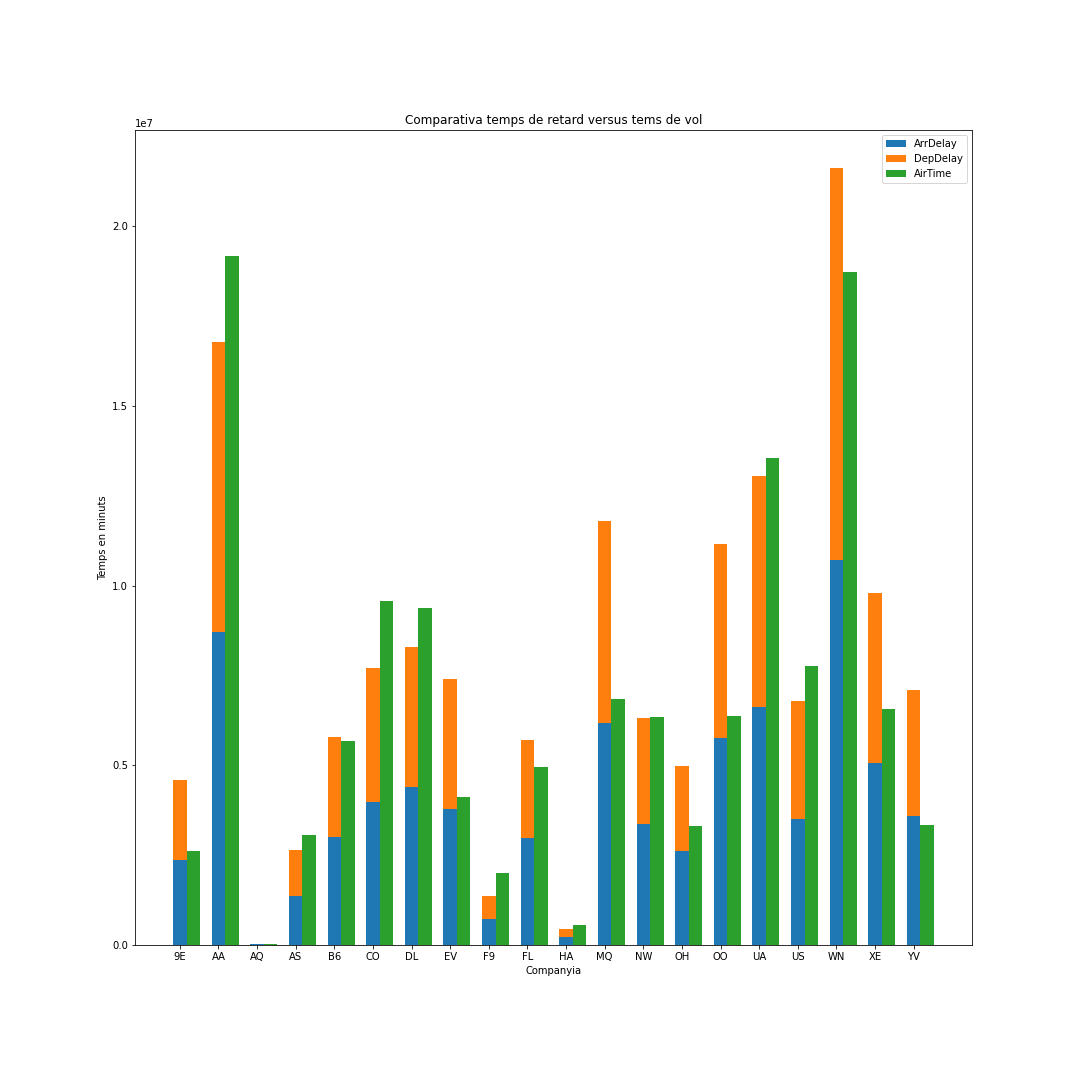 Comparativa temps de retard versus tems de vol
1e7
ArrDelay
DepDelay
AirTime
2.0
1.5
1.0
0.5
0.0
Temps en minuts
9E AA AQ AS B6 CO DL EV F9 FL HA MQ NW OH OO UA US WN XE YV
Companyia